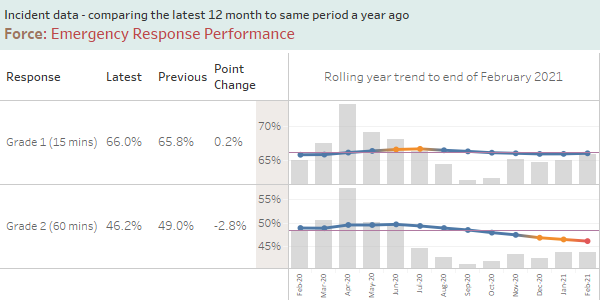 Incident data - comparing the latest 12 month to same period a year ago
Force: Emergency Response Performance
Response Latest Previous Point Change Rolling year trend to end of February 2021
Grade 1 (15 mins) 66.0% 65.8% 0.2%
70%
65%
Grade 2 (60 mins) 46.2% 49.0% -2.8%
55%
50%
45%
Feb-20 Mar-20 Apr-20 May-20 Jun-20 Jul-20 Aug-20 Sep-20 Oct-20 Nov-20 Dec-20 Jan-21 Feb-21